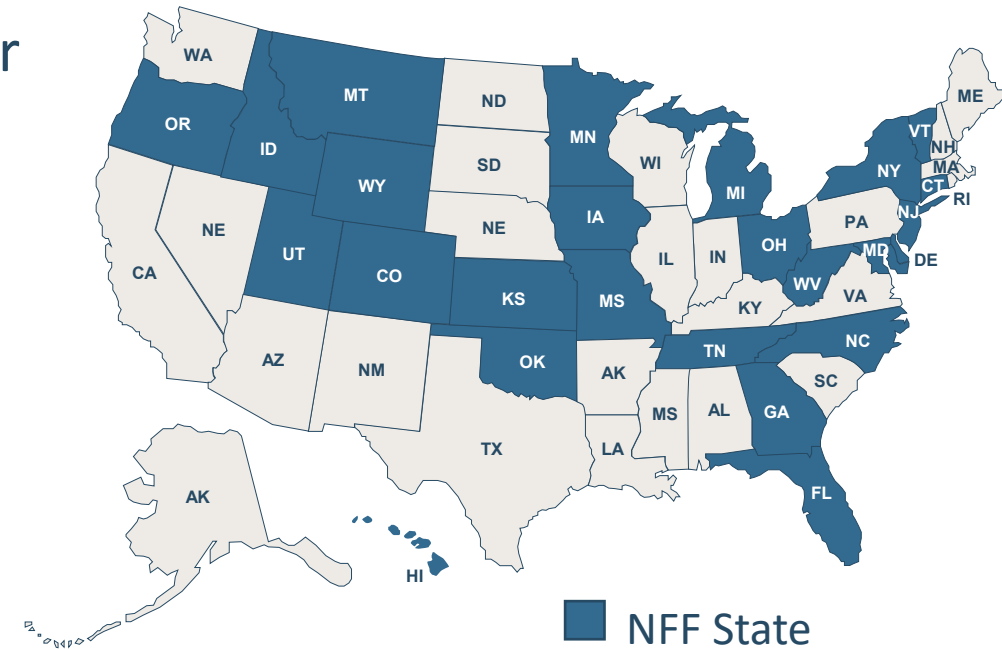 r
WA
MT
ND
MN
ME
OR
ID
VT
NH
SD
WI
NY
MA
WY
MI
CT
RI
NE
NE
IA
PA
NJ
UT
OH
MD
DE
CA
CO
IL
IN
WV
KS
MS
KY
VA
AZ
NM
OK
AK
TN
NC
SC
MS
AL
GA
TX
LA
FL
AK
HI
NFF State